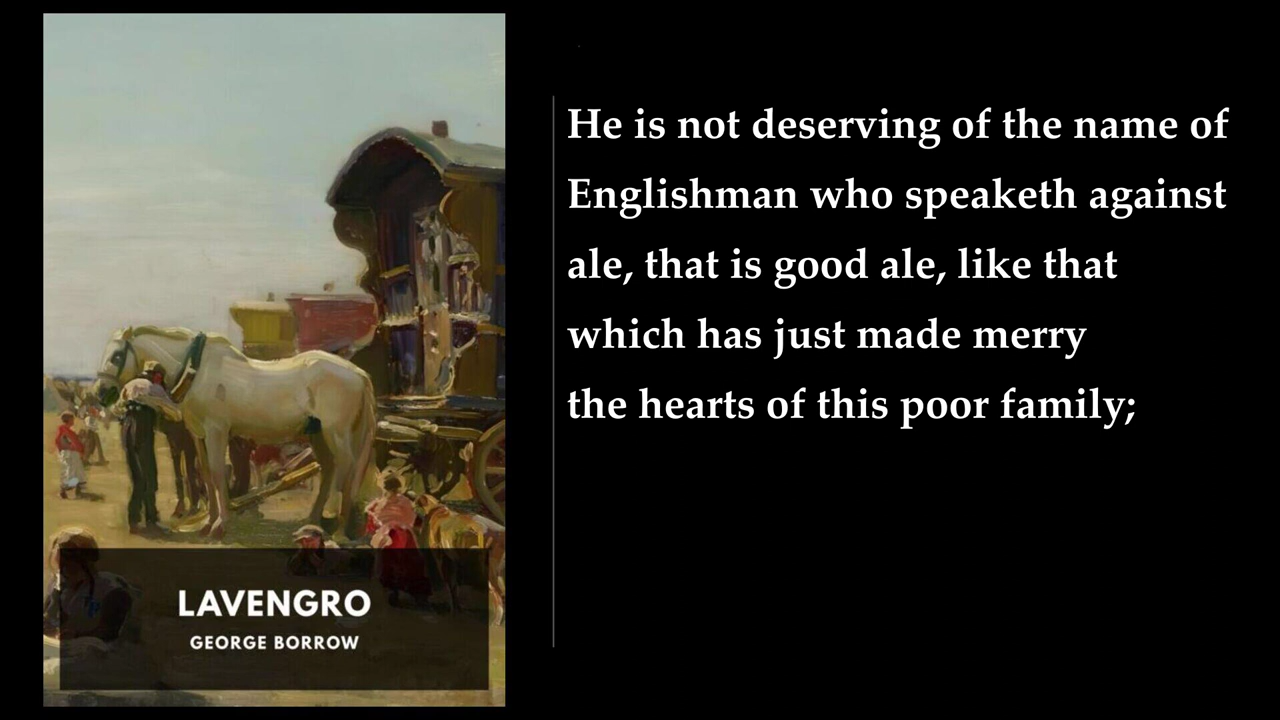 He is not deserving of the name of
Englishman who speaketh against
ale, that is good ale, like that
which has just made merry
the hearts of this poor family;
LAVENGRO
GEORGE BORROW